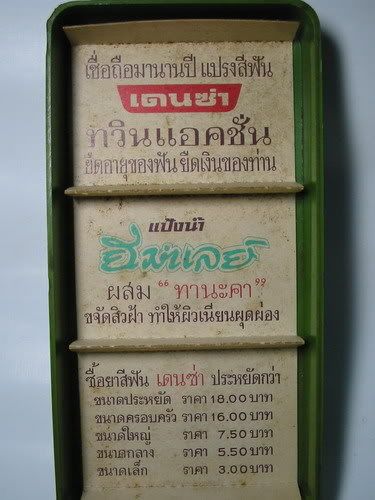 เชื่อถือมานานปี แปรงสีฟัน
เดนซ่า
ทวินแอคชั่น
ยืดอายุของฟัน ยืดเงินของท่าน
แป้งน้ำ
ฮิมาเลย์
ผสม "ทานะคา"
ขจัดสิวฝ้า ทำให้ผิวเนียนผุดผ่อง
ซื้อยาสีฟัน เดนซ่า ประหยัดกว่า
ขนาดประหยัด ราคา 18.00 บาท
ขนาดครอบครัว ราคา 16.00 บาท
ขนาดใหญ่ ราคา 7.50 บาท
ขนาดกลาง ราคา 5.50 บาท
ขนาดเล็ก ราคา 3.00 บาท